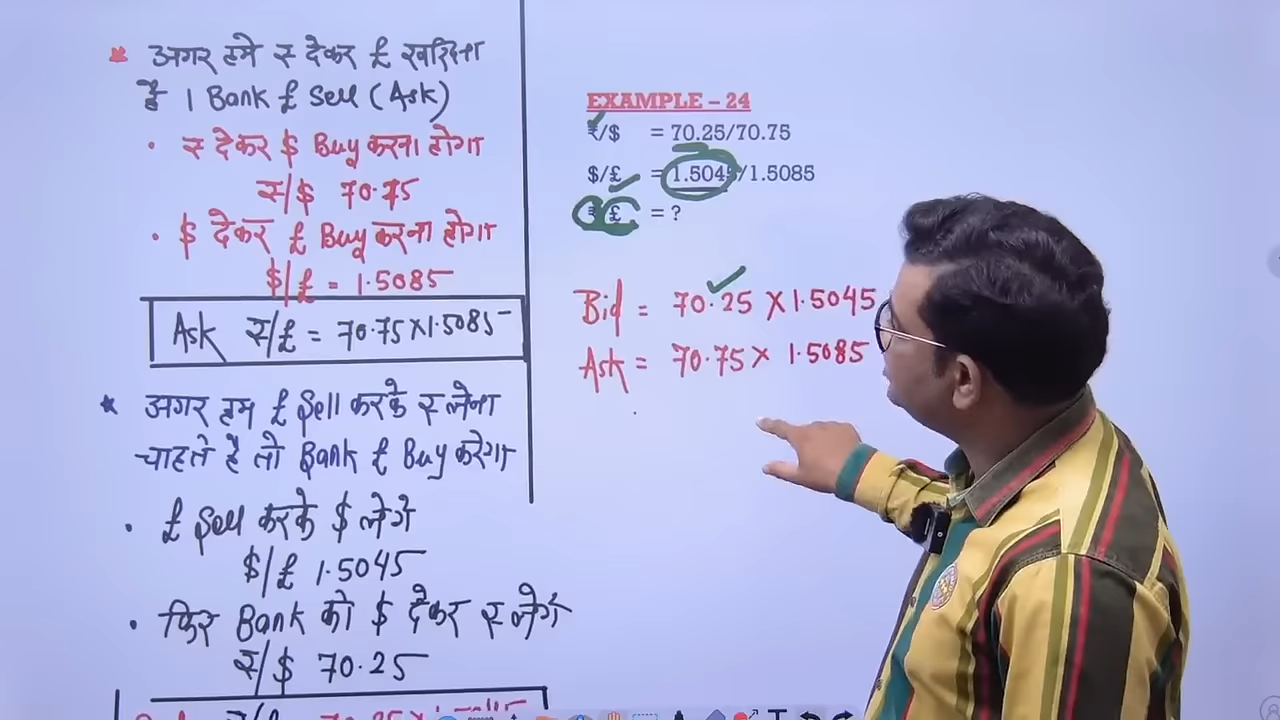 * अगर हमे ₹ देकर £ खरिदना
है । Bank £ Sell (Ask)
• ₹ देकर $ Buy करना होगा
₹/$ 70.75
• $ देकर £ Buy करना होगा
$/£ = 1.5085
Ask ₹/£ = 70.75×1.5085
* अगर हम £ Sell करके ₹ लेना
चाहते है तो Bank £ Buy करेगा
• £ Sell करके $ लेंगे
$/£ 1.5045
• फिर Bank को $ देकर ₹ लेंगे
₹/$ 70.25
EXAMPLE – 24
₹/$ = 70.25/70.75
$/£ = 1.5045/1.5085
₹/£ = ?
Bid = 70.25 × 1.5045
Ask = 70.75 × 1.5085